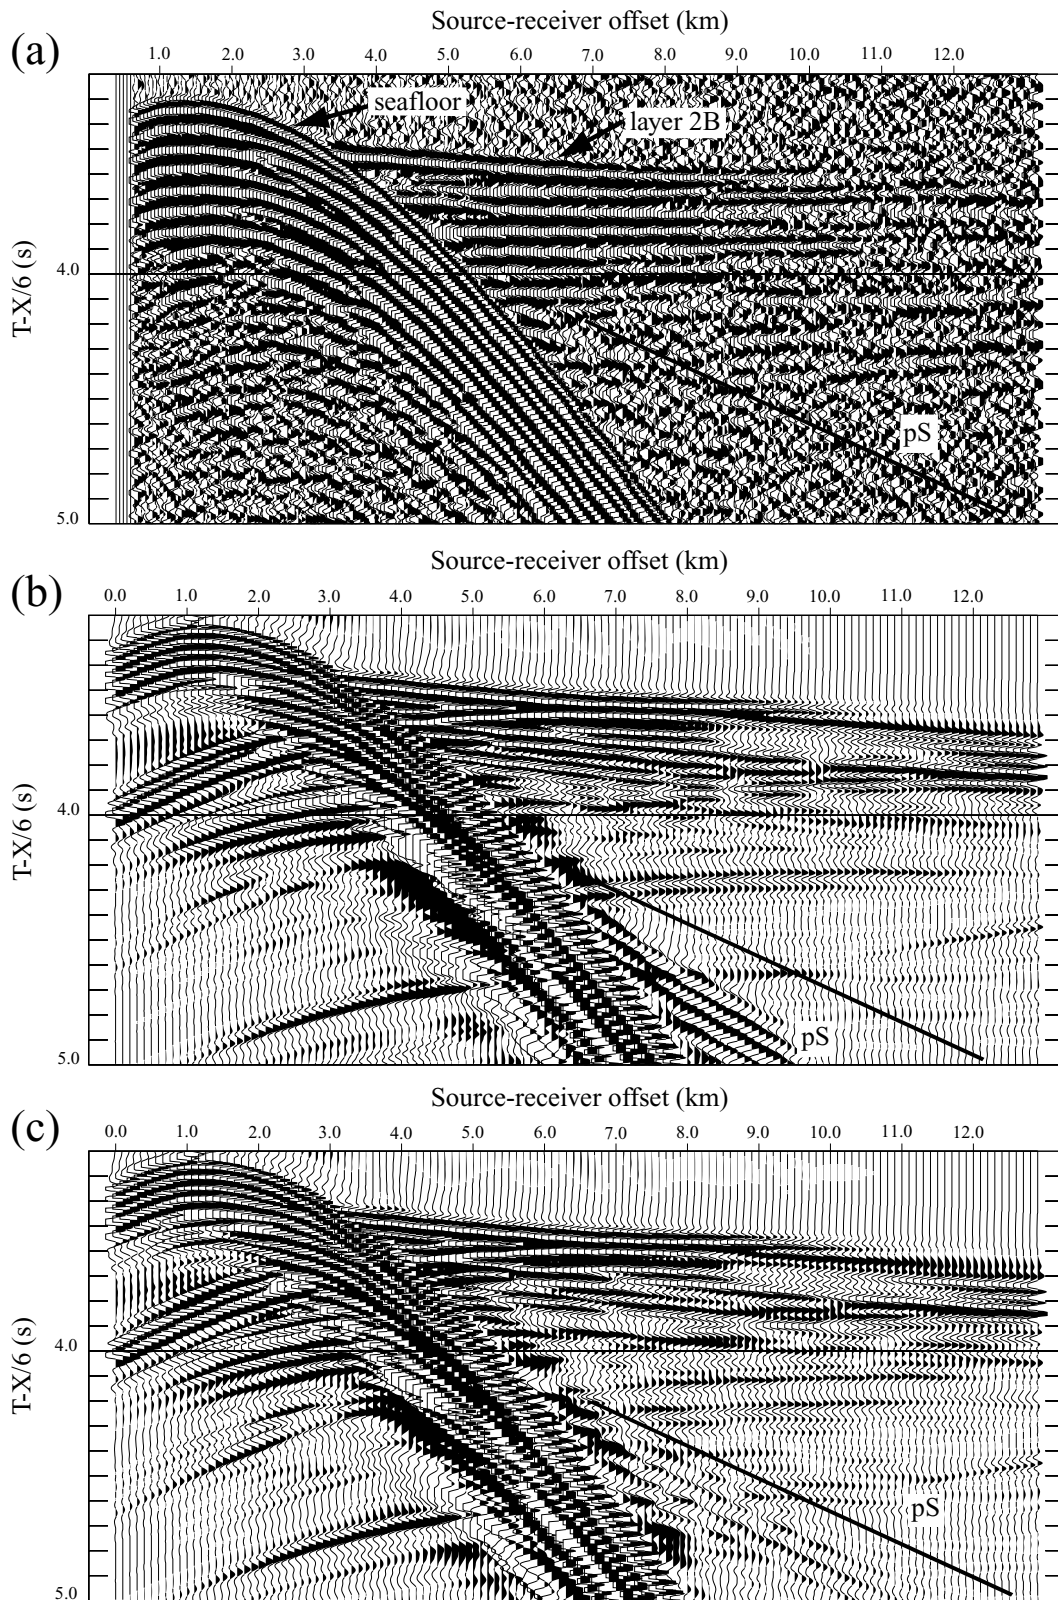 Source-receiver offset (km)
(a)
1.0 2.0 3.0 4.0 5.0 6.0 7.0 8.0 9.0 10.0 11.0 12.0
seafloor
layer 2B
T-X/6 (s)
4.0
pS
5.0
Source-receiver offset (km)
(b)
0.0 1.0 2.0 3.0 4.0 5.0 6.0 7.0 8.0 9.0 10.0 11.0 12.0
T-X/6 (s)
4.0
pS
5.0
Source-receiver offset (km)
(c)
0.0 1.0 2.0 3.0 4.0 5.0 6.0 7.0 8.0 9.0 10.0 11.0 12.0
T-X/6 (s)
4.0
pS
5.0